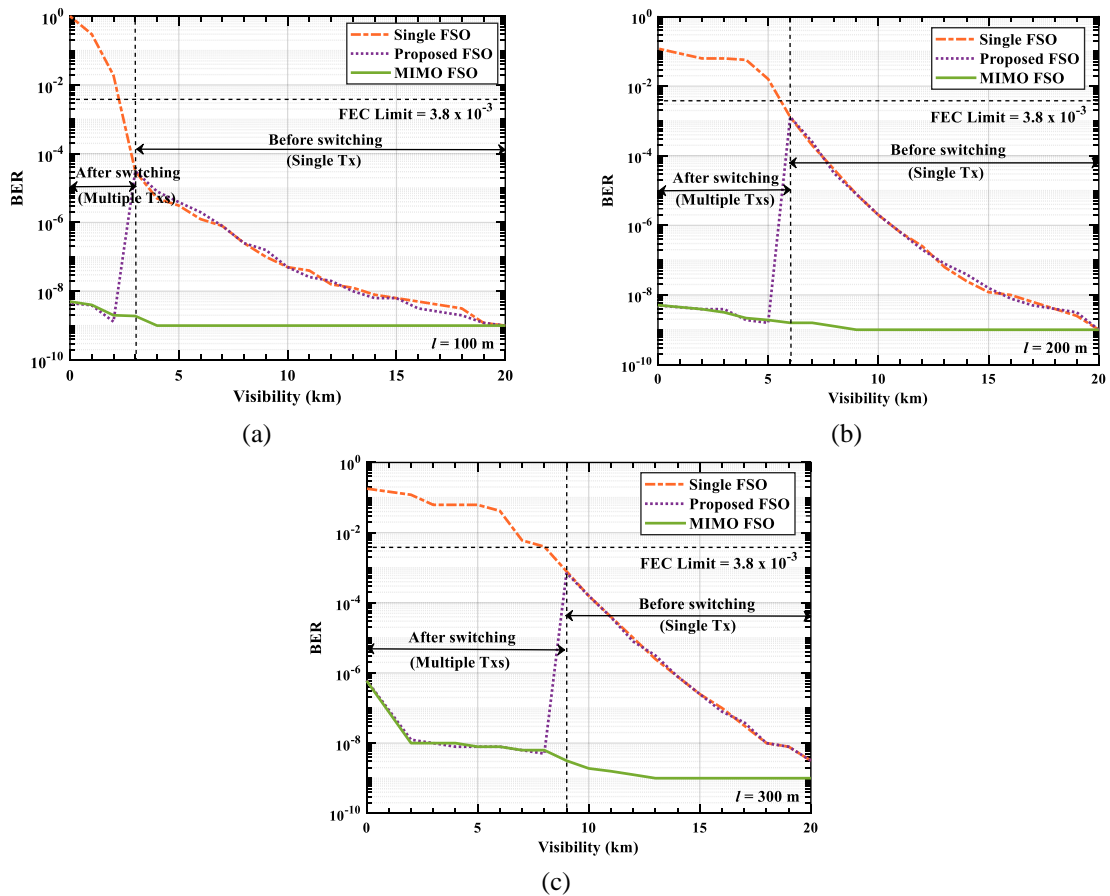 10^0
10^-2
10^-4
10^-6
10^-8
10^-10
BER
Single FSO
Proposed FSO
MIMO FSO
FEC Limit = 3.8 x 10^-3
Before switching
(Single Tx)
After switching
(Multiple Txs)
l = 100 m
0 5 10 15 20
Visibility (km)
(a)
10^0
10^-2
10^-4
10^-6
10^-8
10^-10
BER
Single FSO
Proposed FSO
MIMO FSO
FEC Limit = 3.8 x 10^-3
Before switching
(Single Tx)
After switching
(Multiple Txs)
l = 200 m
0 5 10 15 20
Visibility (km)
(b)
10^0
10^-2
10^-4
10^-6
10^-8
10^-10
BER
Single FSO
Proposed FSO
MIMO FSO
FEC Limit = 3.8 x 10^-3
Before switching
(Single Tx)
After switching
(Multiple Txs)
l = 300 m
0 5 10 15 20
Visibility (km)
(c)